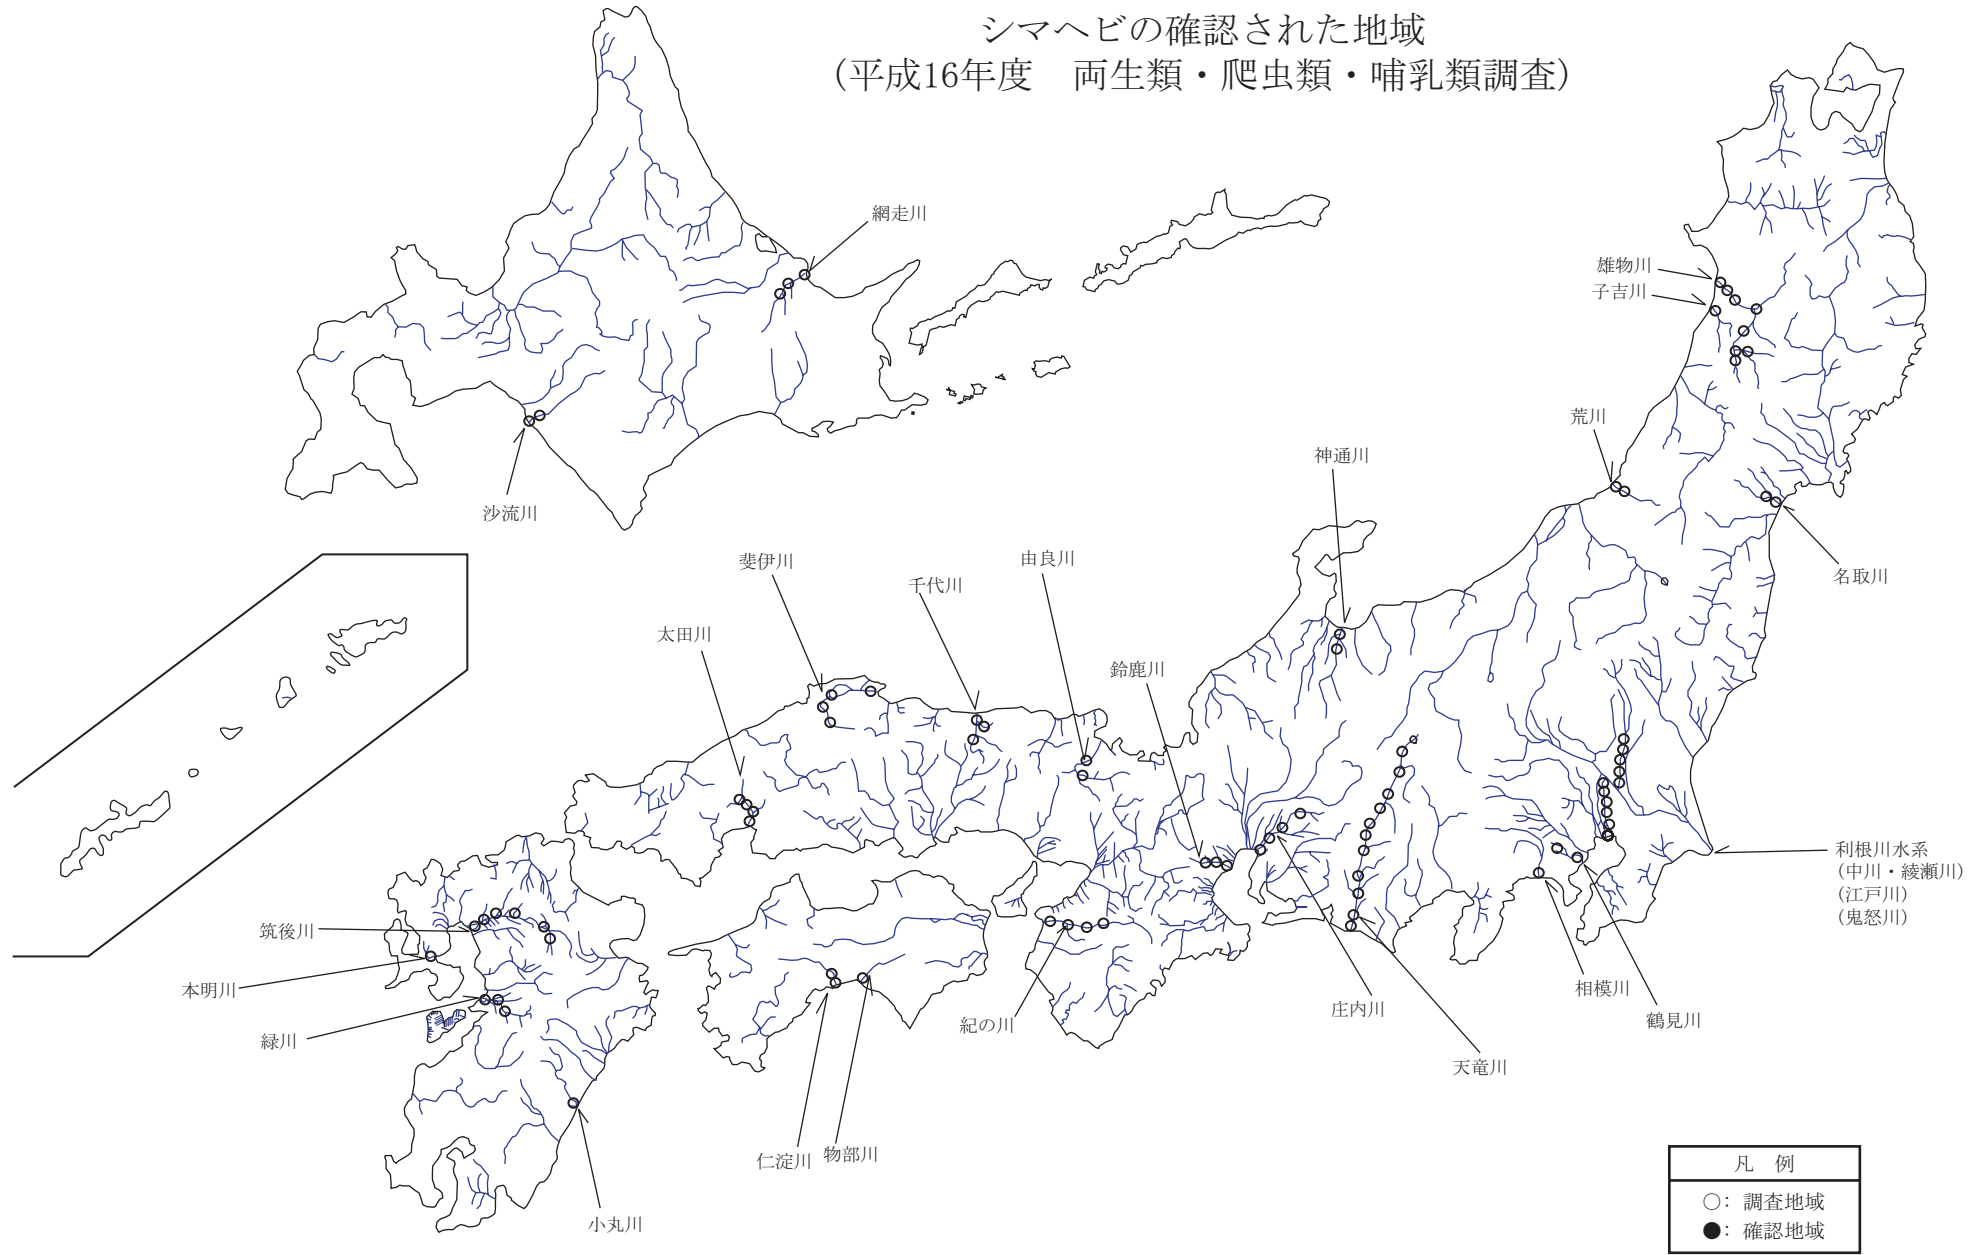 シマヘビの確認された地域
（平成16年度　両生類・爬虫類・哺乳類調査）
網走川
雄物川
子吉川
荒川
神通川
沙流川
斐伊川
千代川
由良川
名取川
太田川
鈴鹿川
利根川水系
（中川・綾瀬川）
（江戸川）
（鬼怒川）
筑後川
本明川
緑川
紀の川
庄内川
相模川
鶴見川
天竜川
仁淀川
物部川
小丸川
凡　例
○：調査地域
●：確認地域